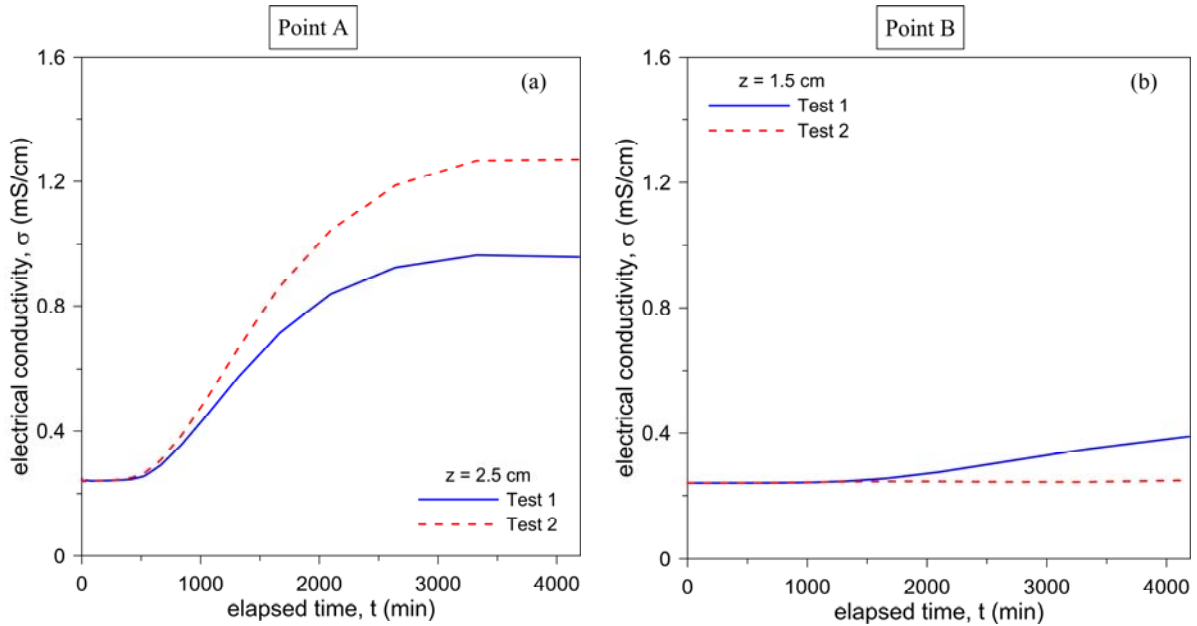 Point A
1.6
1.2
0.8
0.4
0
electrical conductivity, σ (mS/cm)
(a)
z = 2.5 cm
Test 1
Test 2
0 1000 2000 3000 4000
elapsed time, t (min)
Point B
1.6
1.2
0.8
0.4
0
electrical conductivity, σ (mS/cm)
z = 1.5 cm
Test 1
Test 2
(b)
0 1000 2000 3000 4000
elapsed time, t (min)